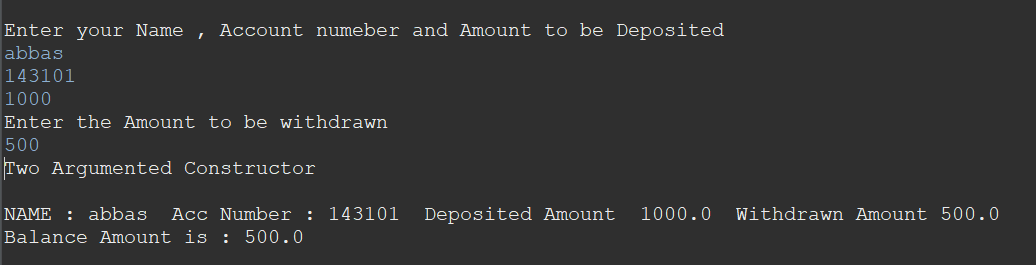 Enter your Name , Account numeber and Amount to be Deposited
abbas
143101
1000
Enter the Amount to be withdrawn
500
Two Argumented Constructor
NAME : abbas  Acc Number : 143101  Deposited Amount  1000.0  Withdrawn Amount 500.0
Balance Amount is : 500.0